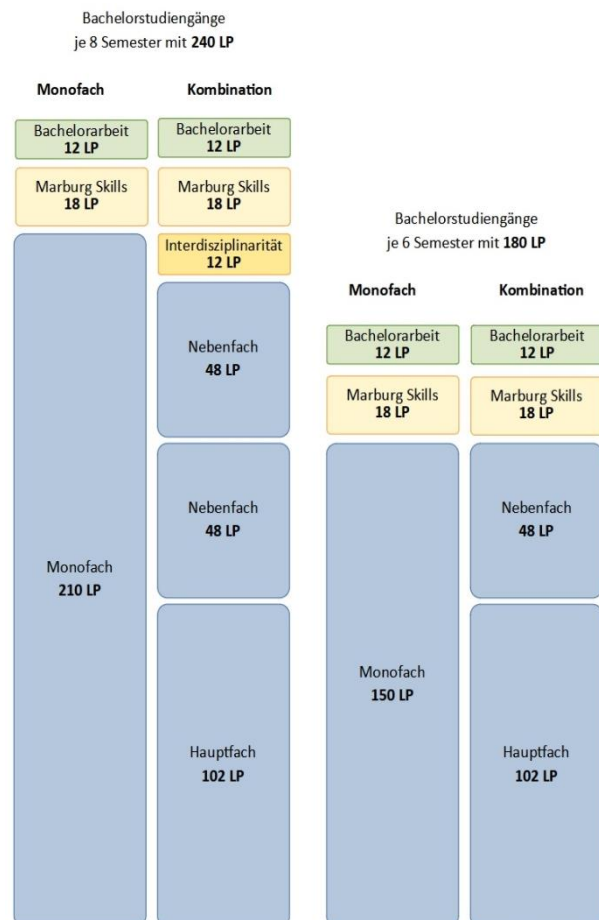 Bachelorstudiengänge
je 8 Semester mit 240 LP
Monofach
Kombination
Bachelorarbeit
12 LP
Marburg Skills
18 LP
Monofach
210 LP
Bachelorarbeit
12 LP
Marburg Skills
18 LP
Interdisziplinarität
12 LP
Nebenfach
48 LP
Nebenfach
48 LP
Hauptfach
102 LP
Bachelorstudiengänge
je 6 Semester mit 180 LP
Monofach
Kombination
Bachelorarbeit
12 LP
Marburg Skills
18 LP
Monofach
150 LP
Bachelorarbeit
12 LP
Marburg Skills
18 LP
Nebenfach
48 LP
Hauptfach
102 LP